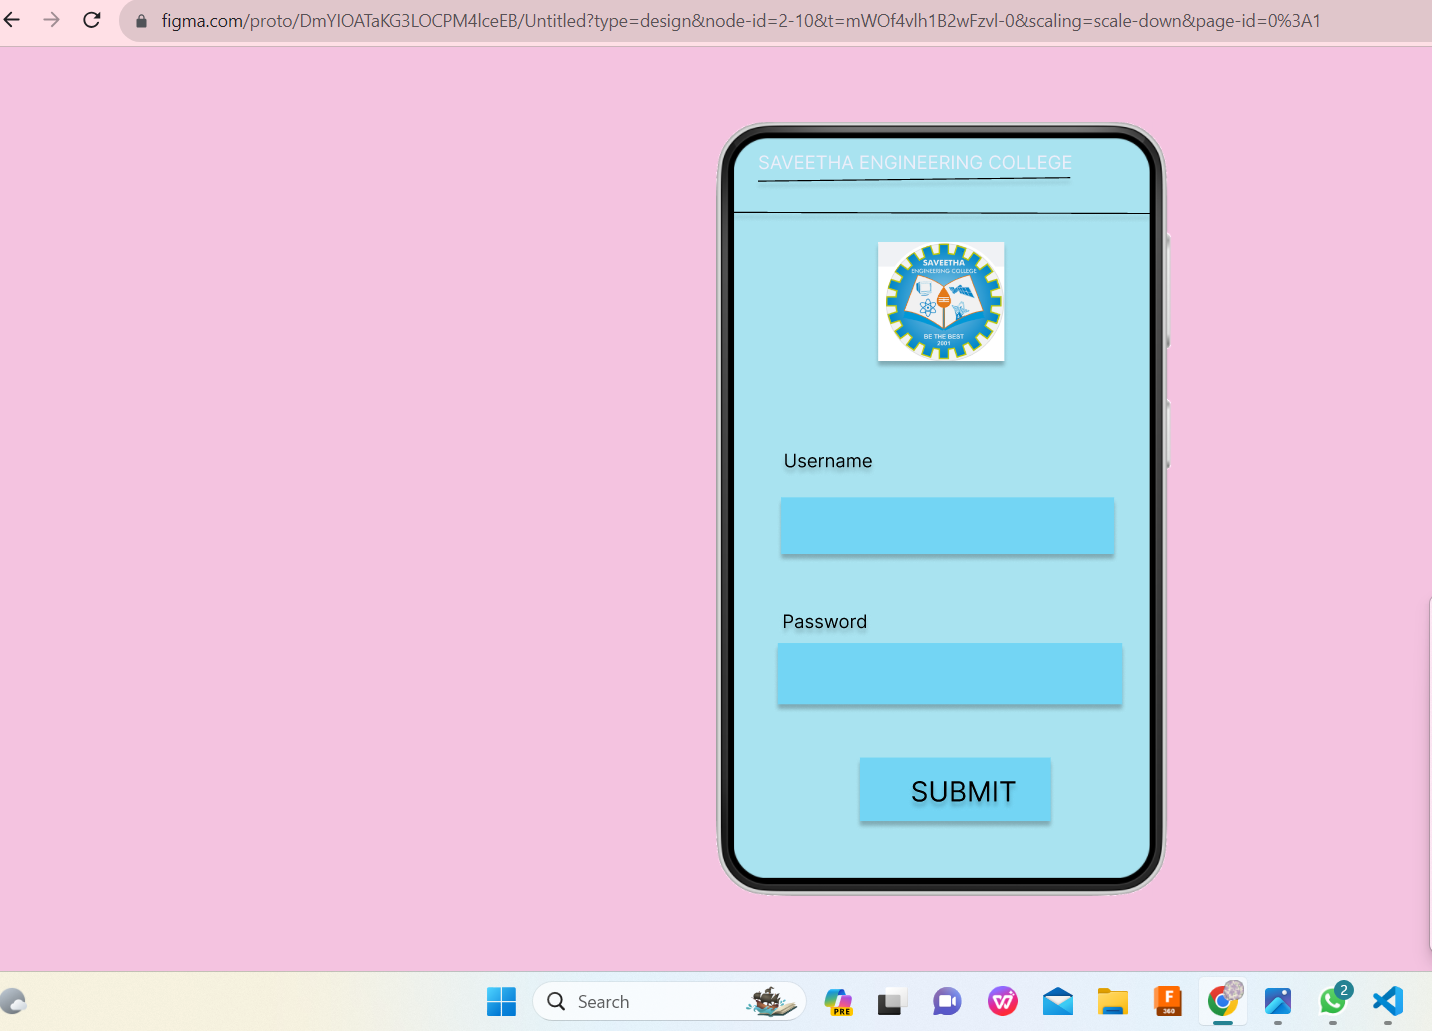 figma.com/proto/DmYIOATaKG3LOCPM4lceEB/Untitled?type=design&node-id=2-10&t=mWOf4vlh1B2wFzvl-0&scaling=scale-down&page-id=0%3A1
SAVEETHA ENGINEERING COLLEGE
SAVEETHA
ENGINEERING COLLEGE
BE THE BEST
2001
Username
Password
SUBMIT
Search
PRE
F
360
2